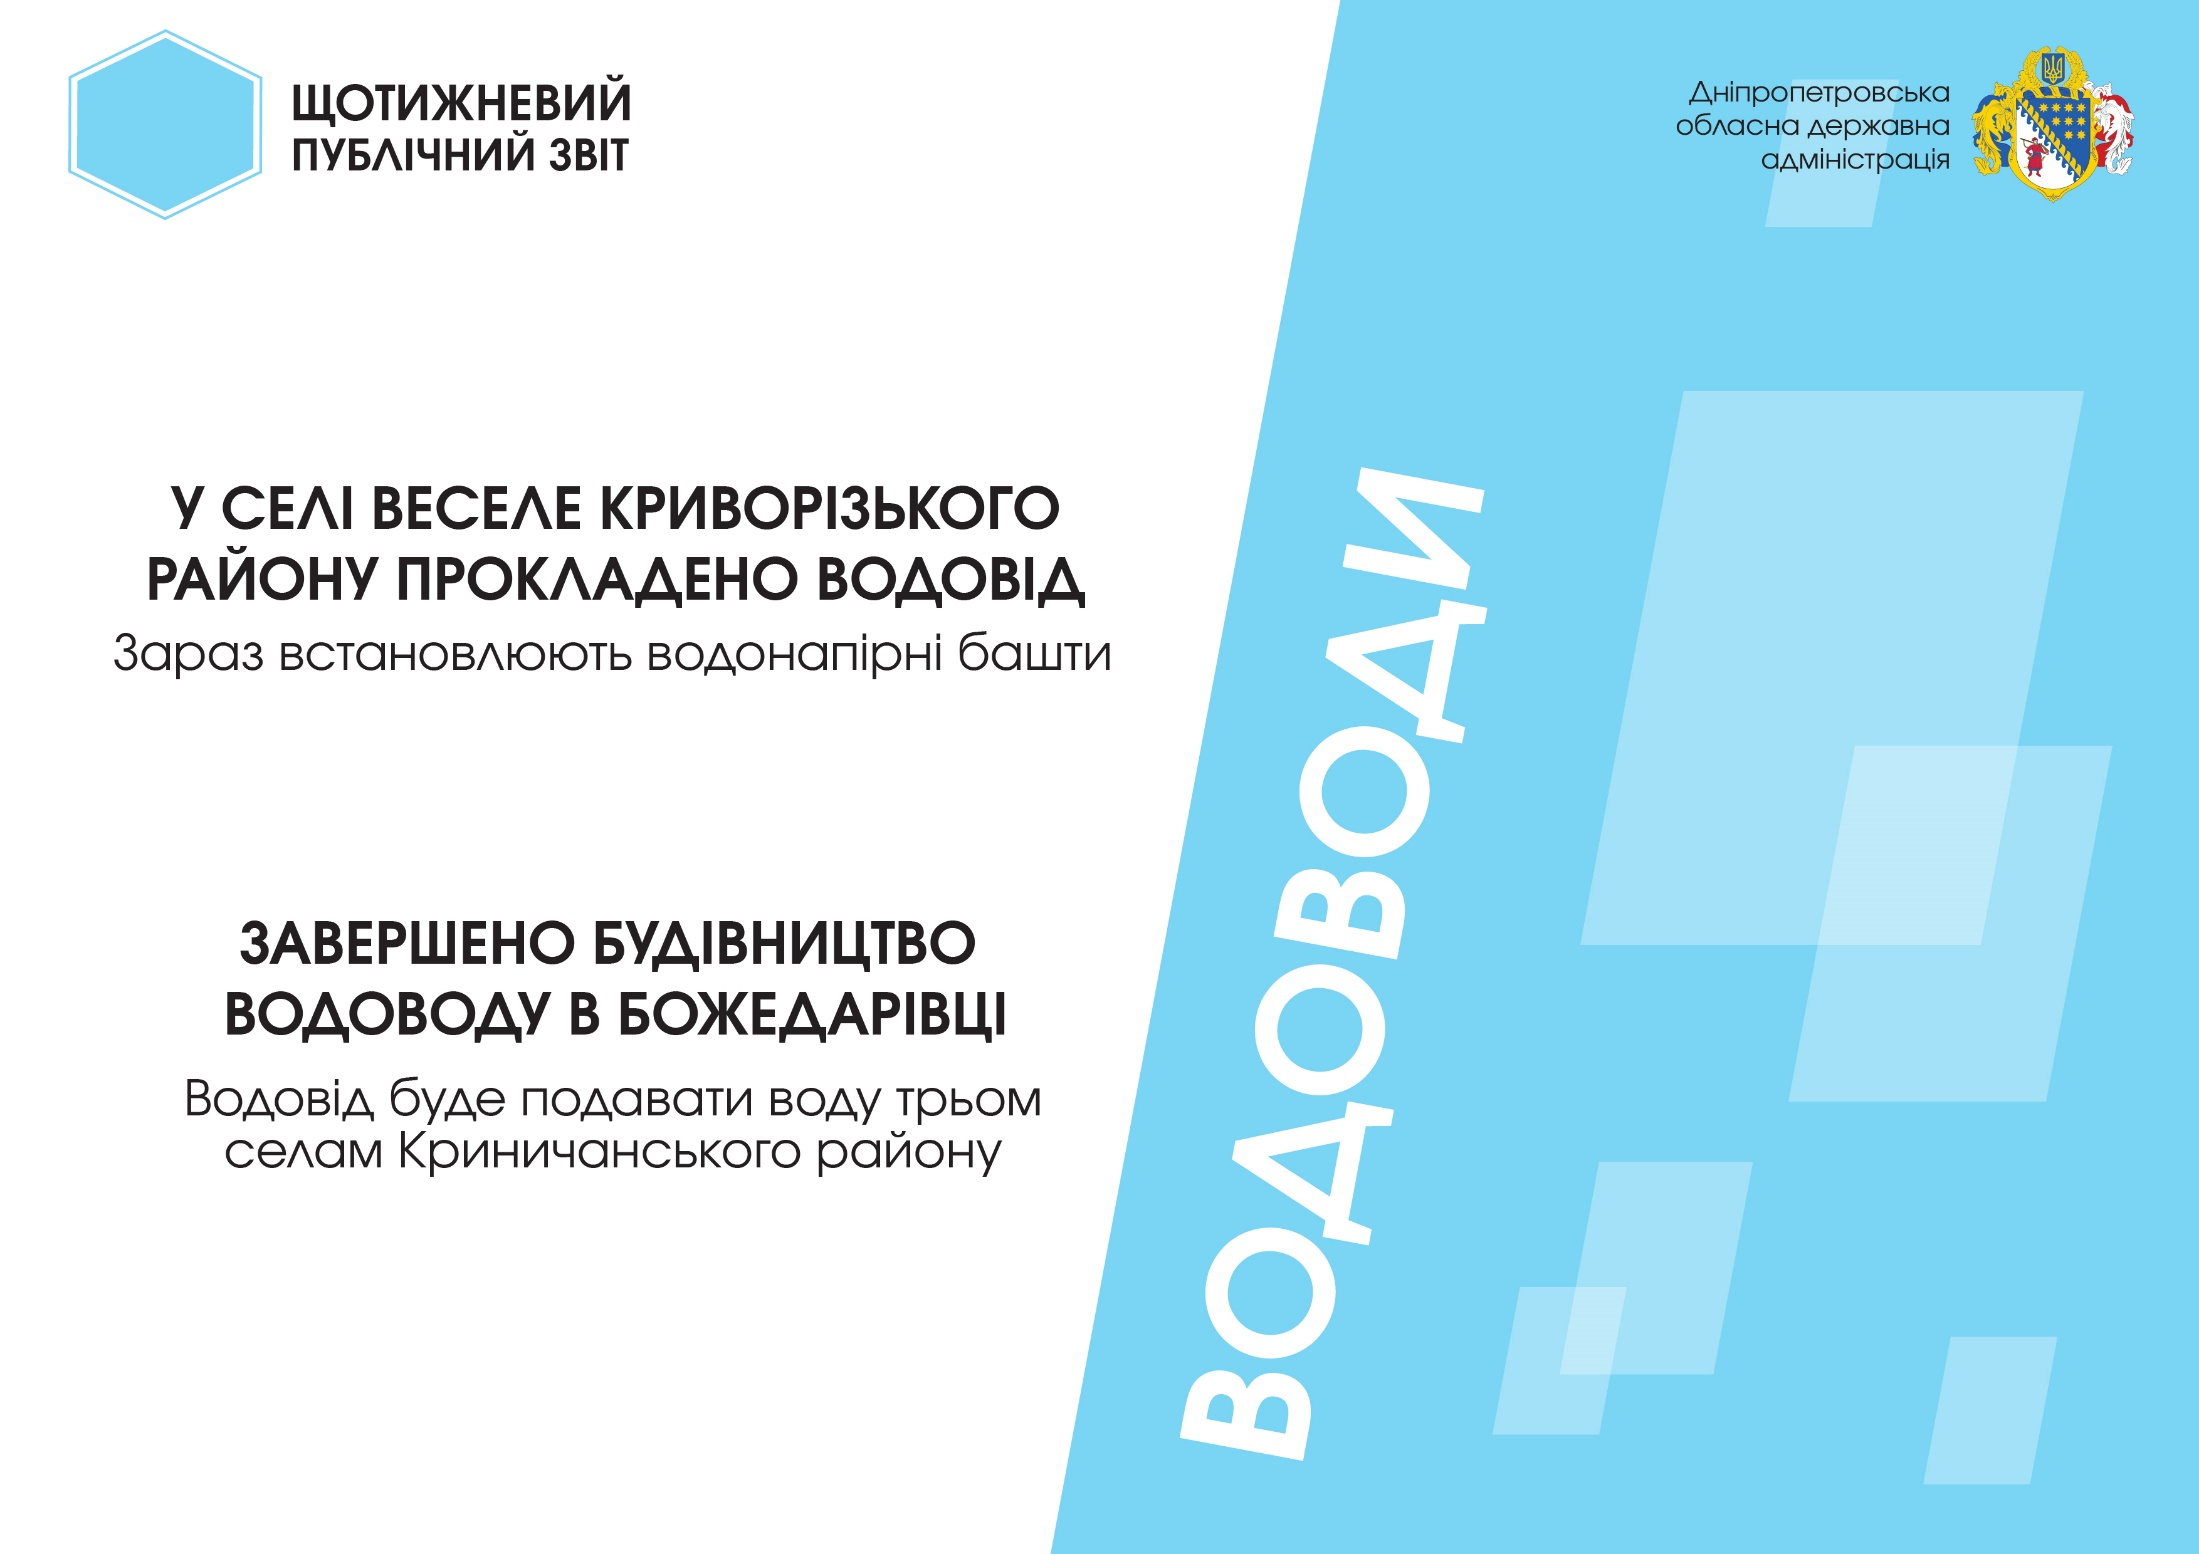 ЩОТИЖНЕВИЙ
ПУБЛІЧНИЙ ЗВІТ
Дніпропетровська
обласна державна
адміністрація
У СЕЛІ ВЕСЕЛЕ КРИВОРІЗЬКОГО
РАЙОНУ ПРОКЛАДЕНО ВОДОВІД
Зараз встановлюють водонапірні башти
ЗАВЕРШЕНО БУДІВНИЦТВО
ВОДОВОДУ В БОЖЕДАРІВЦІ
Водовід буде подавати воду трьом
селам Криничанського району
ВОДОВОДИ